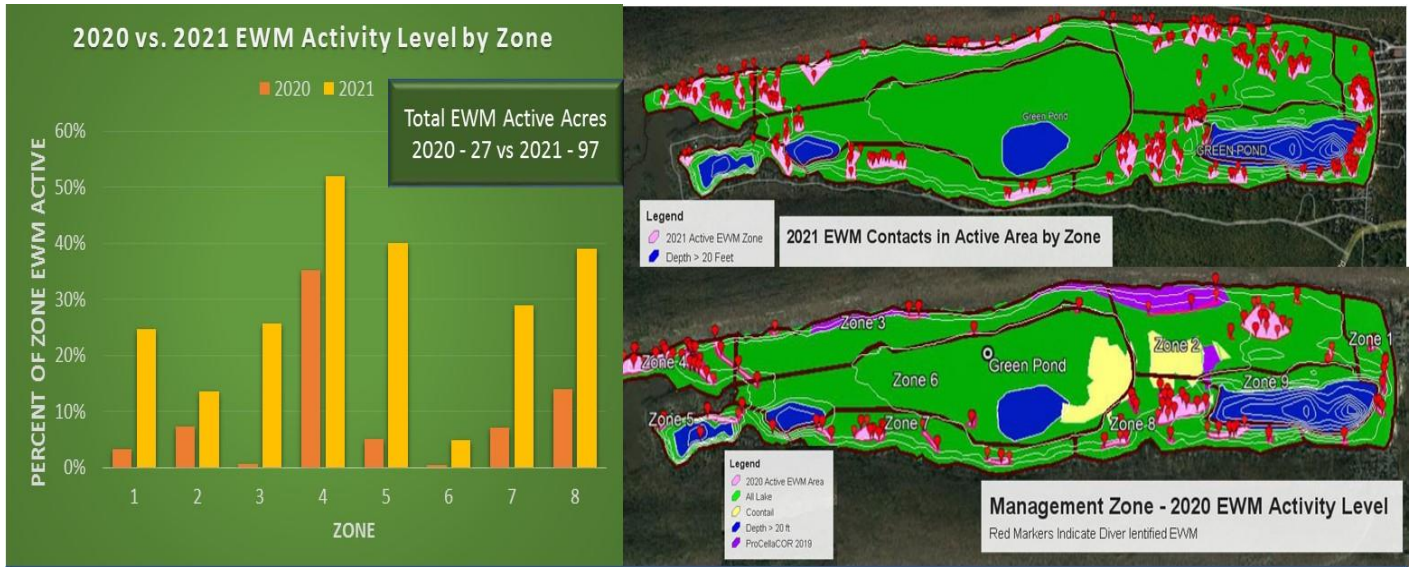 2020 vs. 2021 EWM Activity Level by Zone
2020 2021
Total EWM Active Acres
2020 - 27 vs 2021 - 97
PERCENT OF ZONE EWM ACTIVE
60%
50%
40%
30%
20%
10%
0%
1 2 3 4 5 6 7 8
ZONE
Green Pond
GREEN POND
Legend
2021 Active EWM Zone
Depth > 20 Feet
2021 EWM Contacts in Active Area by Zone
Zone 3
Zone 4
Zone 2
Zone 1
Green Pond
Zone 6
Zone 9
Zone 5
Zone 7
Zone 8
Legend
2020 Active EWM Area
All Lake
Coontail
Depth > 20 ft
ProCellaCOR 2019
Management Zone - 2020 EWM Activity Level
Red Markers Indicate Diver Ientified EWM